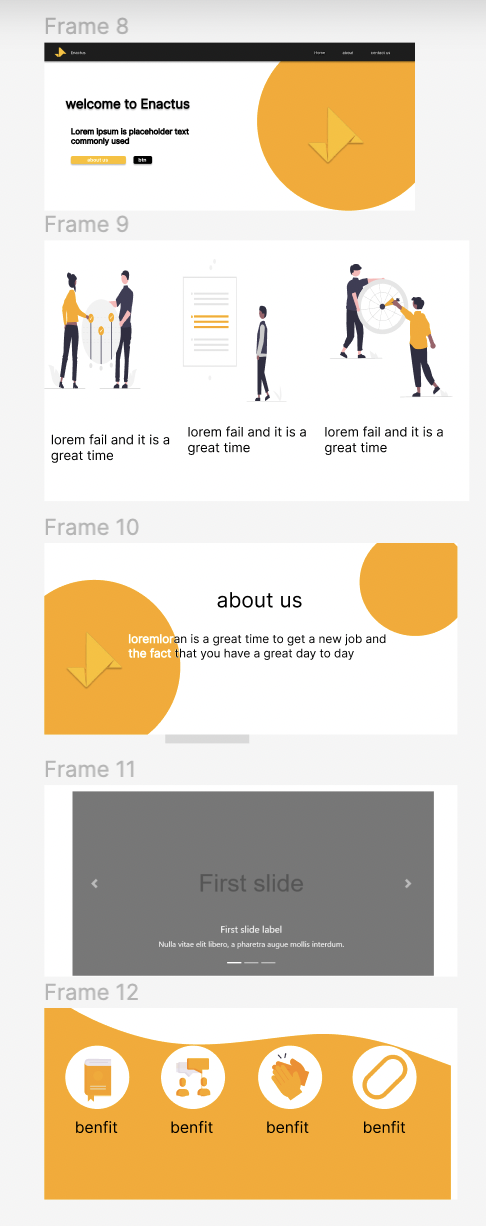 Frame 8
Enactus
Home about contact us
welcome to Enactus
Lorem ipsum is placeholder text
commonly used
about us btn
Frame 9
lorem fail and it is a
great time
lorem fail and it is a
great time
lorem fail and it is a
great time
Frame 10
about us
loremloran is a great time to get a new job and
the fact that you have a great day to day
Frame 11
First slide
First slide label
Nulla vitae elit libero, a pharetra augue mollis interdum.
Frame 12
benfit benfit benfit benfit